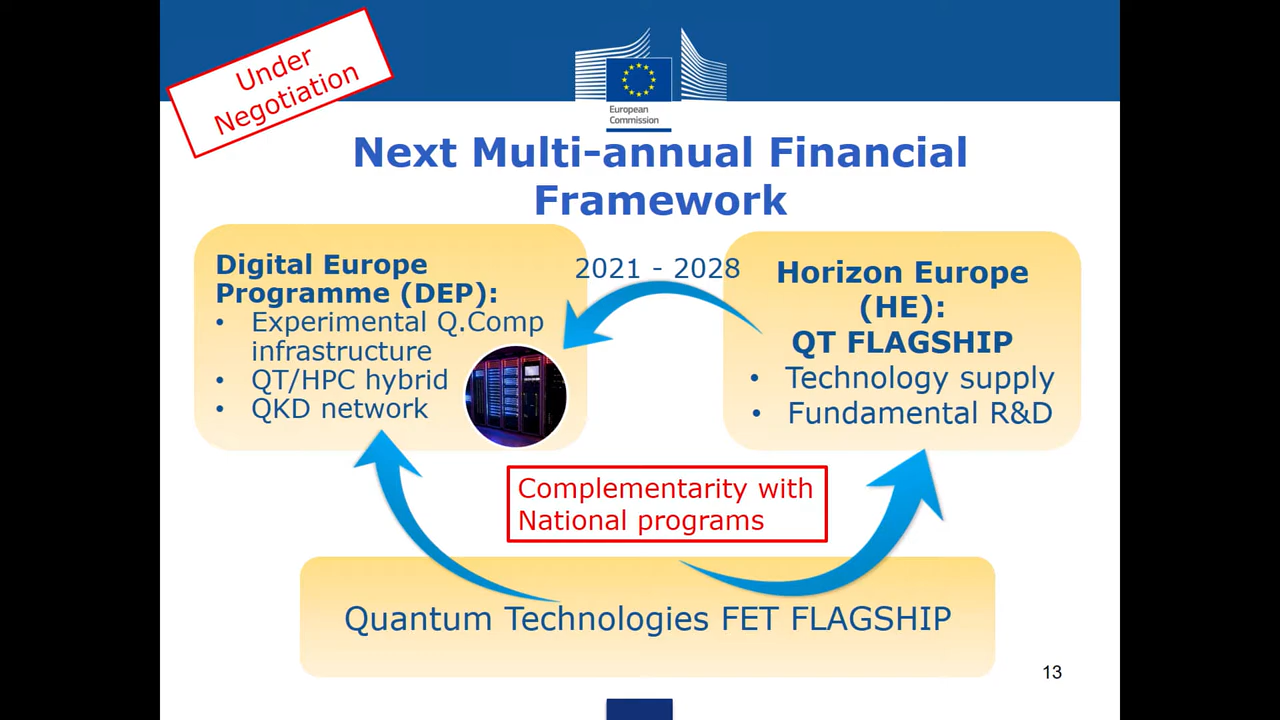 Under
Negotiation
European
Commission
Next Multi-annual Financial
Framework
Digital Europe
Programme (DEP):
• Experimental Q.Comp
infrastructure
• QT/HPC hybrid
• QKD network
2021 - 2028
Horizon Europe
(HE):
QT FLAGSHIP
• Technology supply
• Fundamental R&D
Complementarity with
National programs
Quantum Technologies FET FLAGSHIP
13